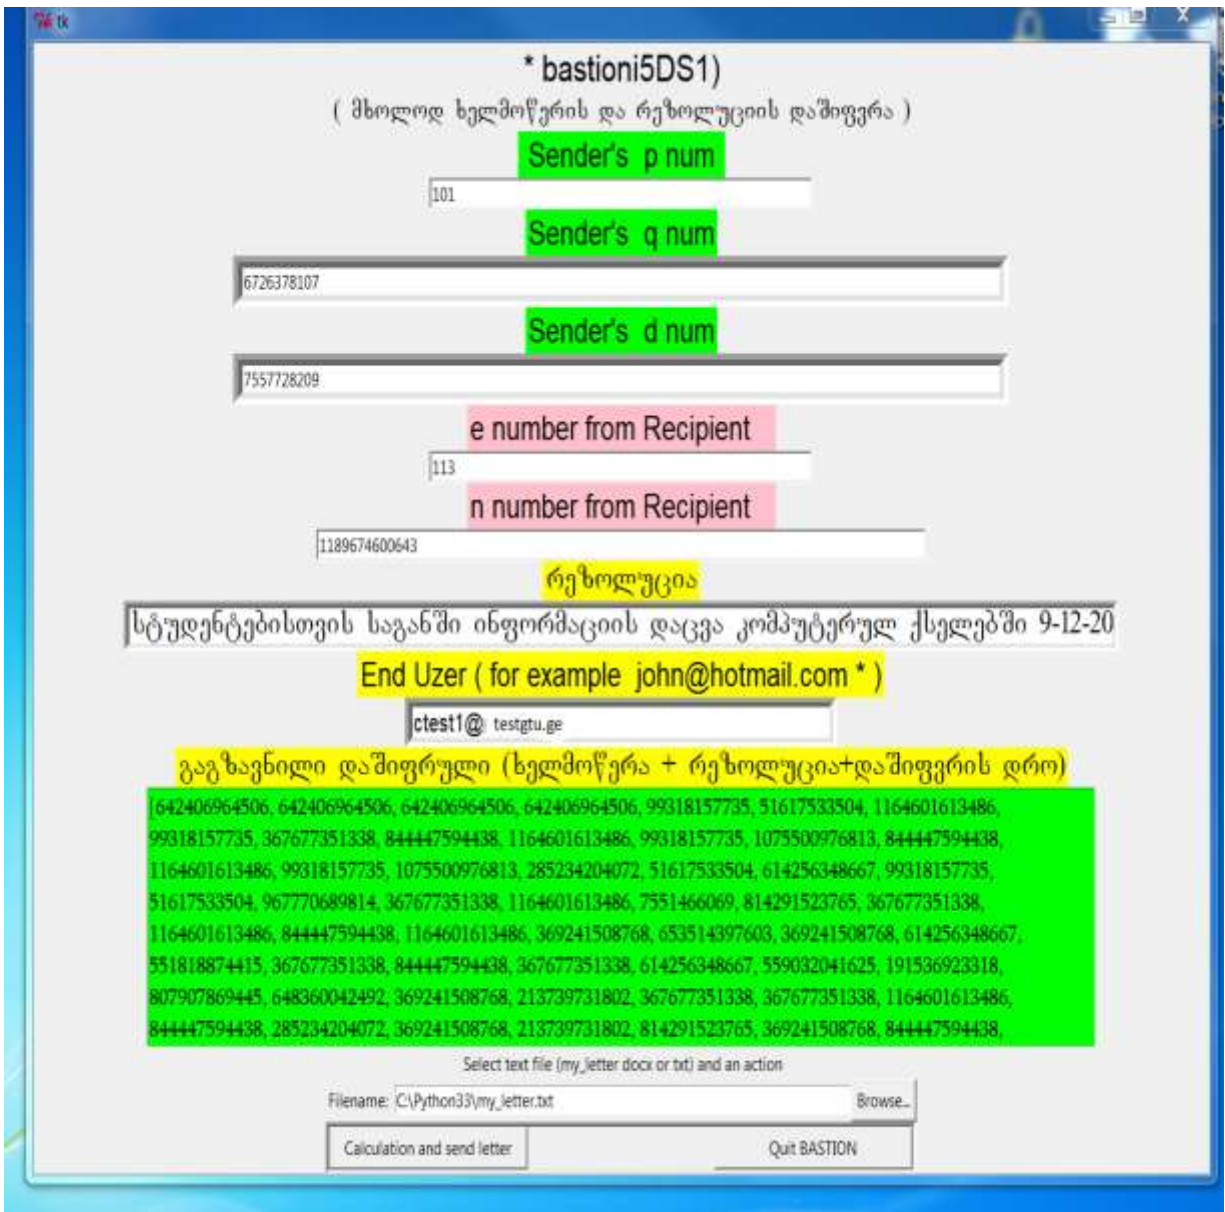 tk
* bastioni5DS1)
( მხოლოდ ხელმოწერის და რეზოლუციის დაშიფვრა )
Sender's p num
101
Sender's q num
6726378107
Sender's d num
7557728209
e number from Recipient
113
n number from Recipient
1189674600643
რეზოლუცია
სტუდენტებისთვის საგანში ინფორმაციის დაცვა კომპუტერულ ქსელებში 9-12-20
End Uzer ( for example john@hotmail.com * )
ctest1@ testgtu.ge
გაგზავნილი დაშიფრული (ხელმოწერა + რეზოლუცია+დაშიფვრის დრო)
[642406964506, 642406964506, 642406964506, 642406964506, 99318157735, 51617533504, 1164601613486,
99318157735, 367677351338, 844447594438, 1164601613486, 99318157735, 1075500976813, 844447594438,
1164601613486, 99318157735, 1075500976813, 285234204072, 51617533504, 614256348667, 99318157735,
51617533504, 967770689814, 367677351338, 1164601613486, 7551466069, 814291523765, 367677351338,
1164601613486, 844447594438, 1164601613486, 369241508768, 653514397603, 369241508768, 614256348667,
551818874415, 367677351338, 844447594438, 367677351338, 614256348667, 559032041625, 191536923318,
807907869445, 648360042492, 369241508768, 213739731802, 367677351338, 367677351338, 1164601613486,
844447594438, 285234204072, 369241508768, 213739731802, 814291523765, 369241508768, 844447594438,
Select text file (my_letter docx or txt) and an action
Filename: C:\Python33\my_letter.txt Browse...
Calculation and send letter Quit BASTION